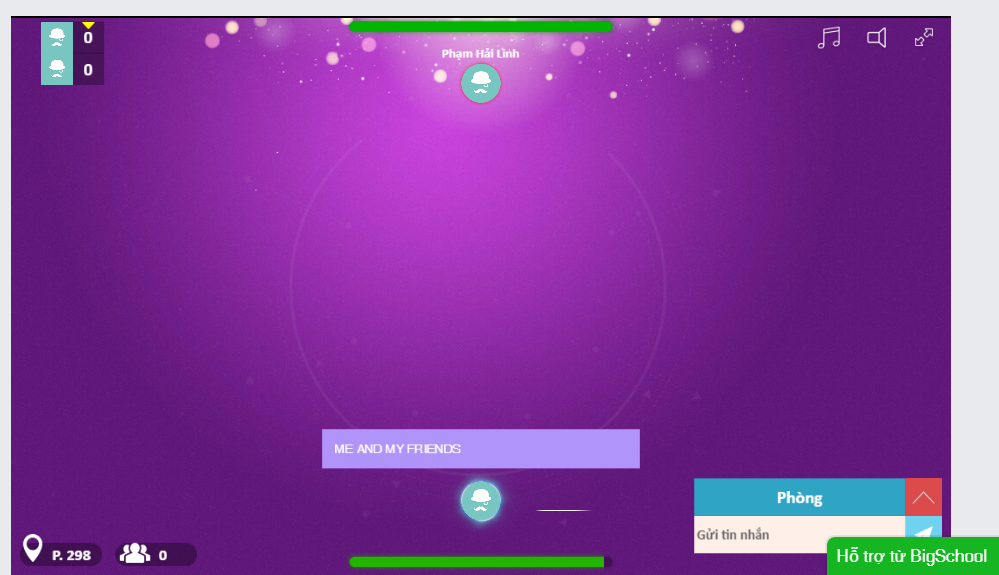 0
0
Phạm Hải Linh
ME AND MY FRIENDS
Phòng
Gửi tin nhắn
P. 298
0
Hỗ trợ từ BigSchool